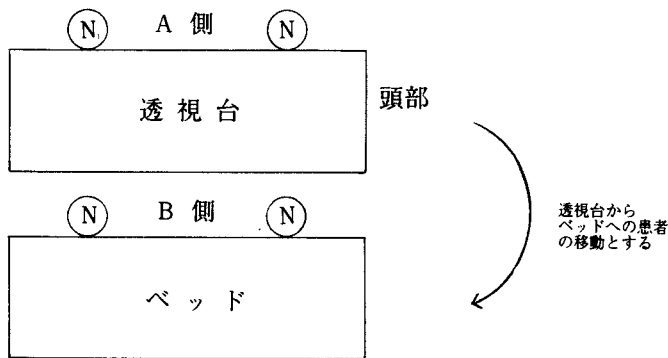 N A 側 N
透視台
頭部
N B 側 N
ベッド
透視台から
ベッドへの患者
の移動とする